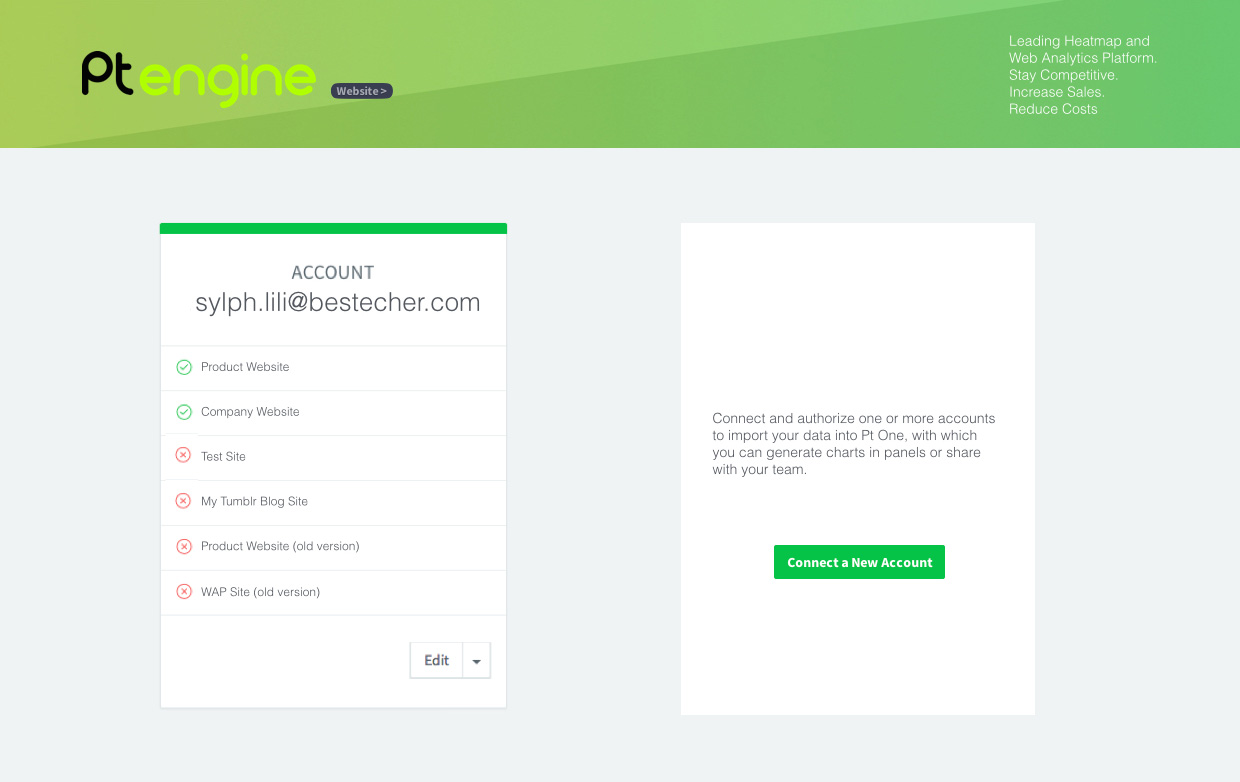 Pt engine
Website >
Leading Heatmap and
Web Analytics Platform.
Stay Competitive.
Increase Sales.
Reduce Costs
ACCOUNT
sylph.lili@bestecher.com
Product Website
Company Website
Test Site
My Tumblr Blog Site
Product Website (old version)
WAP Site (old version)
Edit
Connect and authorize one or more accounts
to import your data into Pt One, with which
you can generate charts in panels or share
with your team.
Connect a New Account